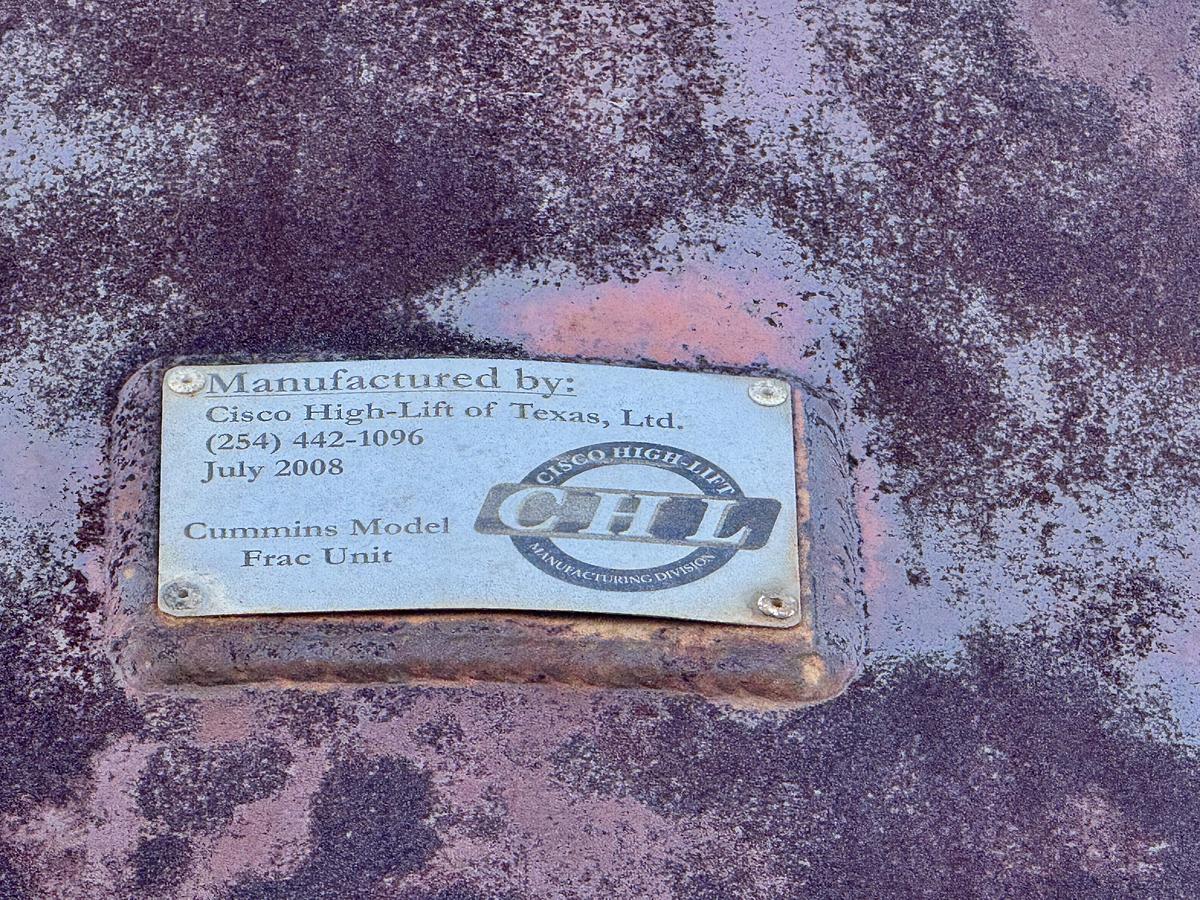 Manufactured by:
Cisco High-Lift of Texas, Ltd.
(254) 442-1096
July 2008
Cummins Model
Frac Unit
CISCO HIGH-LIFT
CHL
MANUFACTURING DIVISION